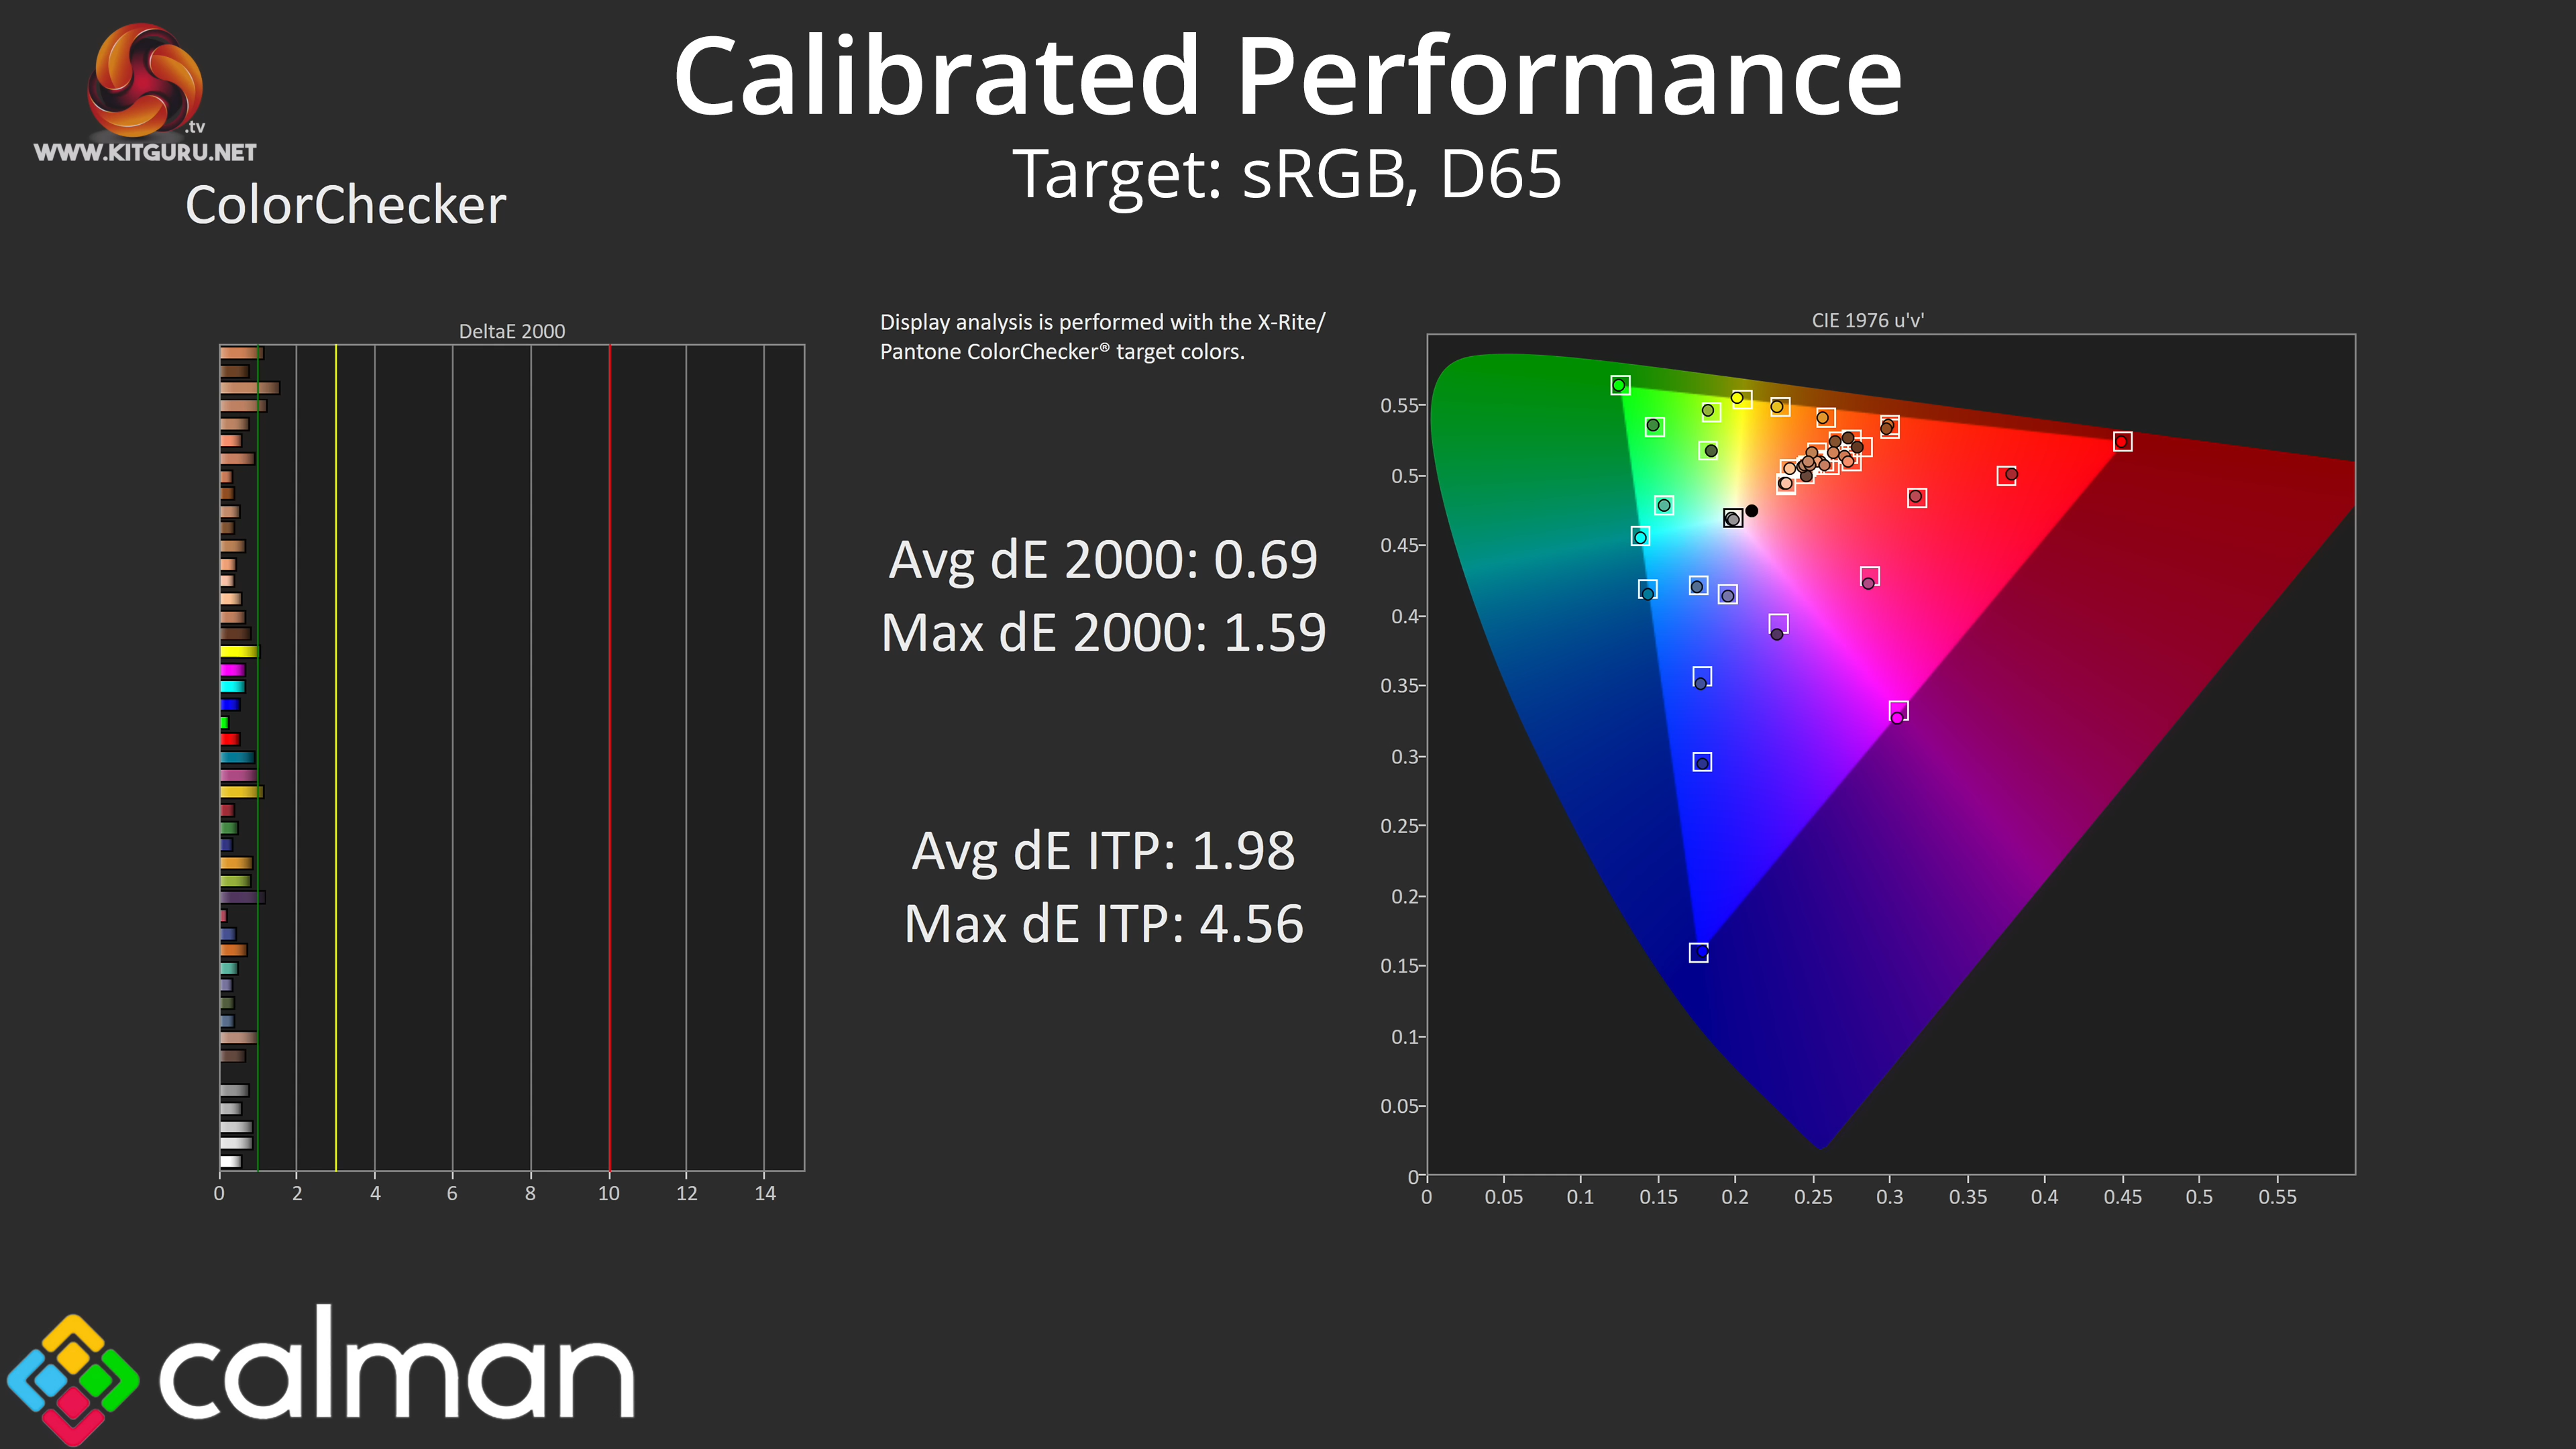 Calibrated Performance
Target: sRGB, D65
.tv
WWW.KITGURU.NET
ColorChecker
DeltaE 2000
0 2 4 6 8 10 12 14
Display analysis is performed with the X-Rite/
Pantone ColorChecker® target colors.
Avg dE 2000: 0.69
Max dE 2000: 1.59
Avg dE ITP: 1.98
Max dE ITP: 4.56
CIE 1976 u'v'
0.55
0.5
0.45
0.4
0.35
0.3
0.25
0.2
0.15
0.1
0.05
0
0 0.05 0.1 0.15 0.2 0.25 0.3 0.35 0.4 0.45 0.5 0.55
calman